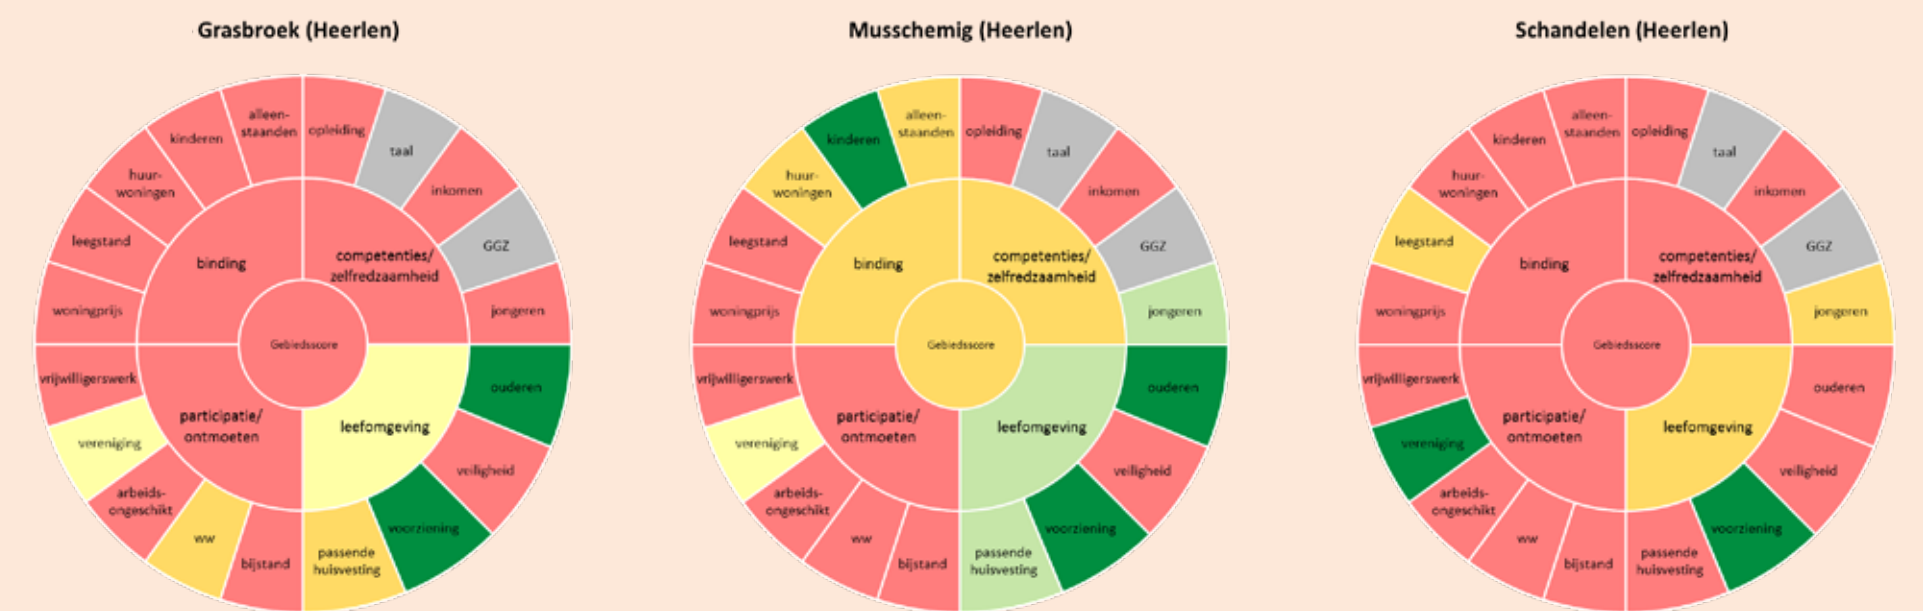 Grasbroek (Heerlen)
alleen-
staanden
opleiding
kinderen
taal
huur-
woningen
inkomen
leegstand
GGZ
binding
competenties/
zelfredzaamheid
woningprijs
jongeren
Gebiedsscore
vrijwilligerswerk
ouderen
participatie/
ontmoeten
leefomgeving
vereniging
veiligheid
arbeids-
ongeschikt
voorziening
ww
passende
huisvesting
bijstand
Musschemig (Heerlen)
alleen-
staanden
opleiding
kinderen
taal
huur-
woningen
inkomen
leegstand
GGZ
binding
competenties/
zelfredzaamheid
woningprijs
jongeren
Gebiedsscore
vrijwilligerswerk
ouderen
participatie/
ontmoeten
leefomgeving
vereniging
veiligheid
arbeids-
ongeschikt
voorziening
ww
passende
huisvesting
bijstand
Schandelen (Heerlen)
alleen-
staanden
opleiding
kinderen
taal
huur-
woningen
inkomen
leegstand
GGZ
binding
competenties/
zelfredzaamheid
woningprijs
jongeren
Gebiedsscore
vrijwilligerswerk
ouderen
participatie/
ontmoeten
leefomgeving
vereniging
veiligheid
arbeids-
ongeschikt
voorziening
ww
passende
huisvesting
bijstand